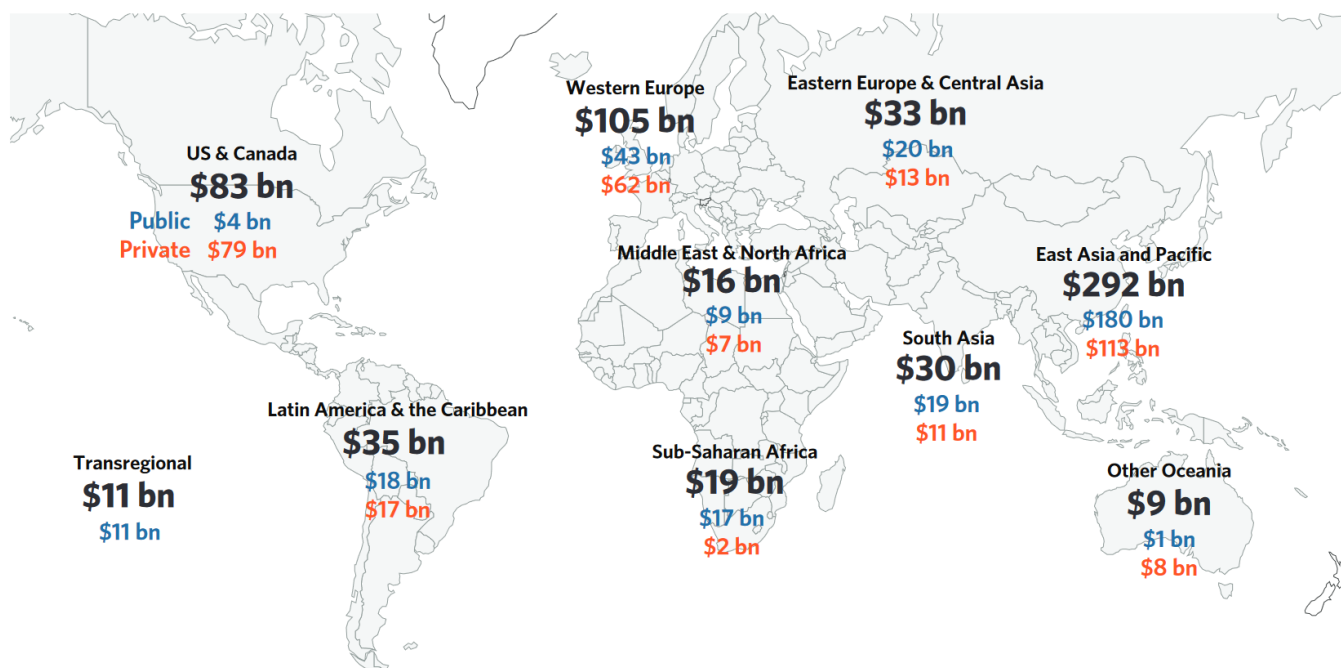 Western Europe
$105 bn
$43 bn
$62 bn
Eastern Europe & Central Asia
$33 bn
$20 bn
$13 bn
US & Canada
$83 bn
Public $4 bn
Private $79 bn
Middle East & North Africa
$16 bn
$9 bn
$7 bn
East Asia and Pacific
$292 bn
$180 bn
$113 bn
South Asia
$30 bn
$19 bn
$11 bn
Latin America & the Caribbean
$35 bn
$18 bn
$17 bn
Transregional
$11 bn
$11 bn
Sub-Saharan Africa
$19 bn
$17 bn
$2 bn
Other Oceania
$9 bn
$1 bn
$8 bn